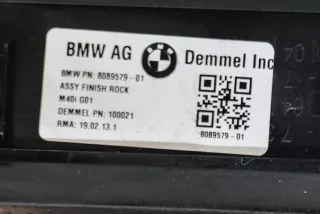 BMW AG Demmel Inc
BMW PN: 8089579-01
ASSY FINISH ROCK
M40i G01
DEMMEL PN: 100021
RMA: 19.02.13.1
8089579-01